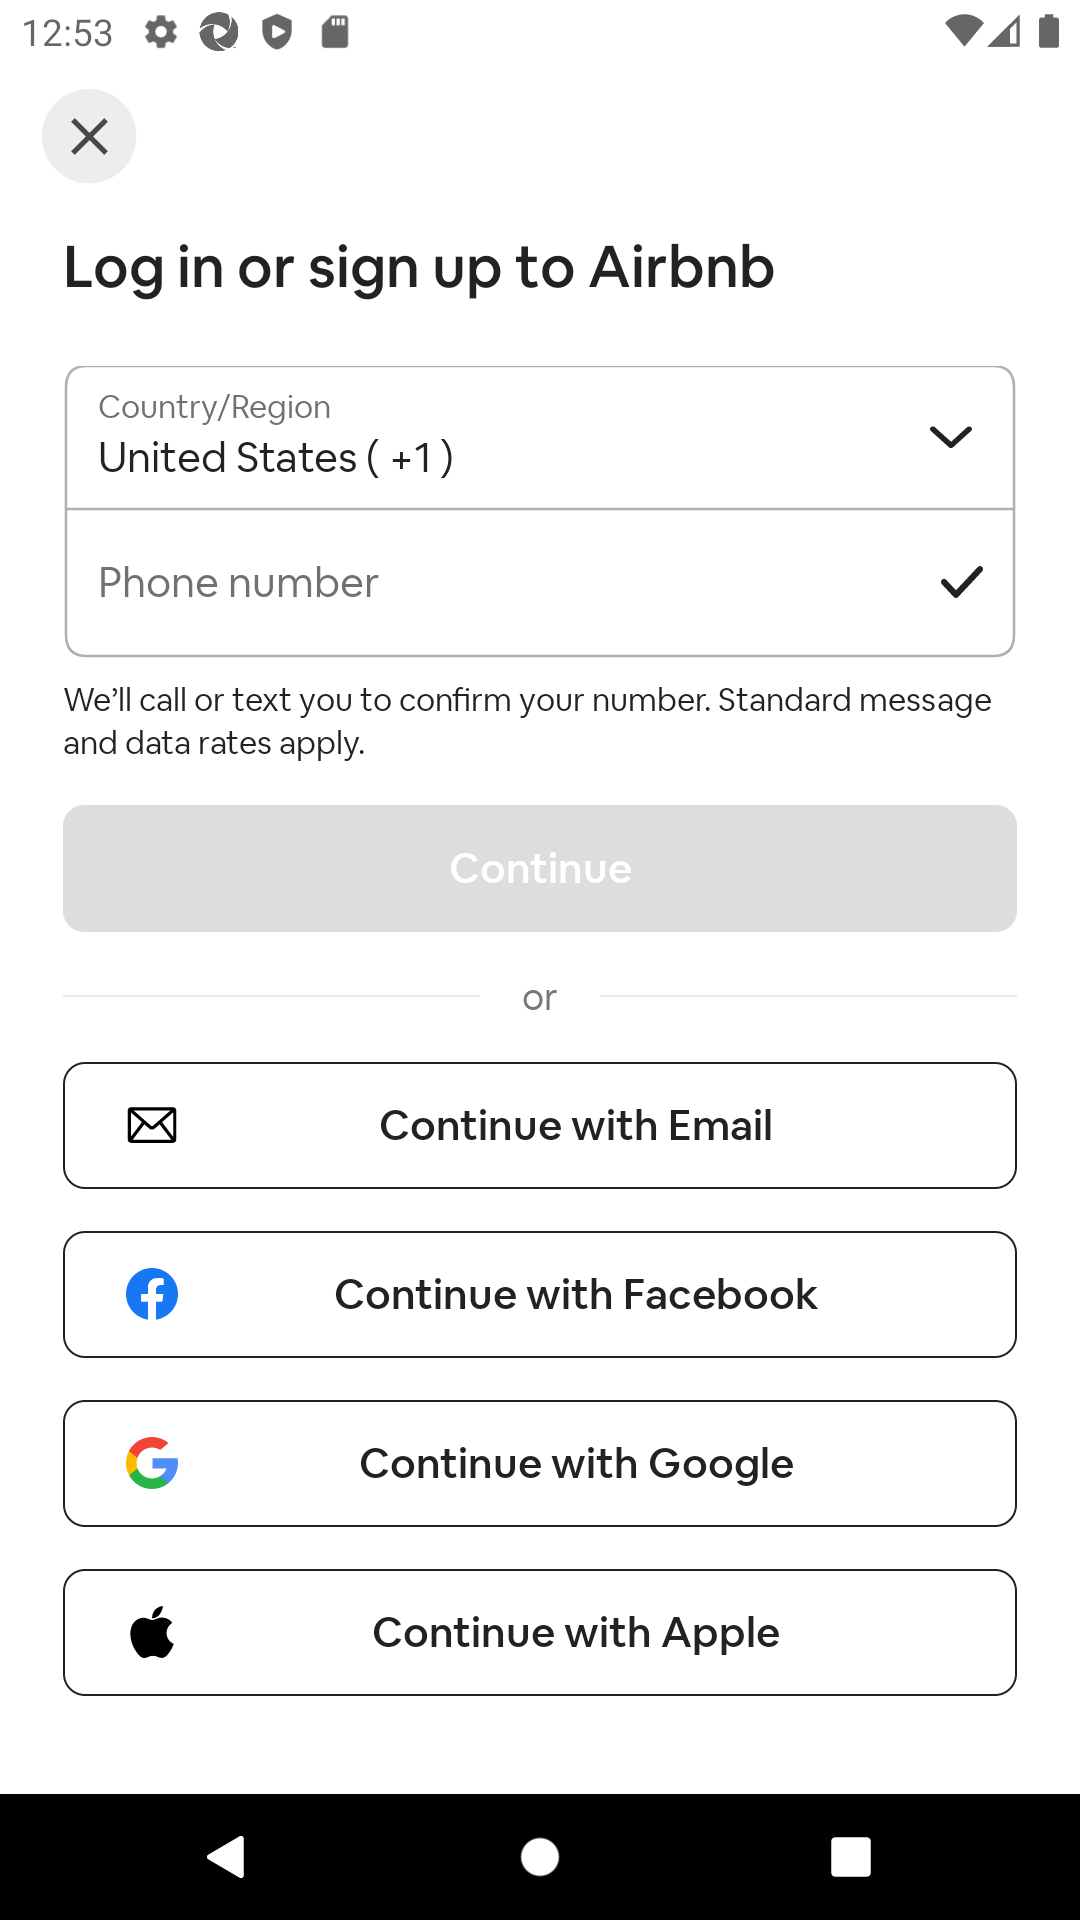 12:53
Log in or sign up to Airbnb
Country/Region
United States ( +1 )
Phone number
We’ll call or text you to confirm your number. Standard message
and data rates apply.
Continue
or
Continue with Email
Continue with Facebook
Continue with Google
Continue with Apple